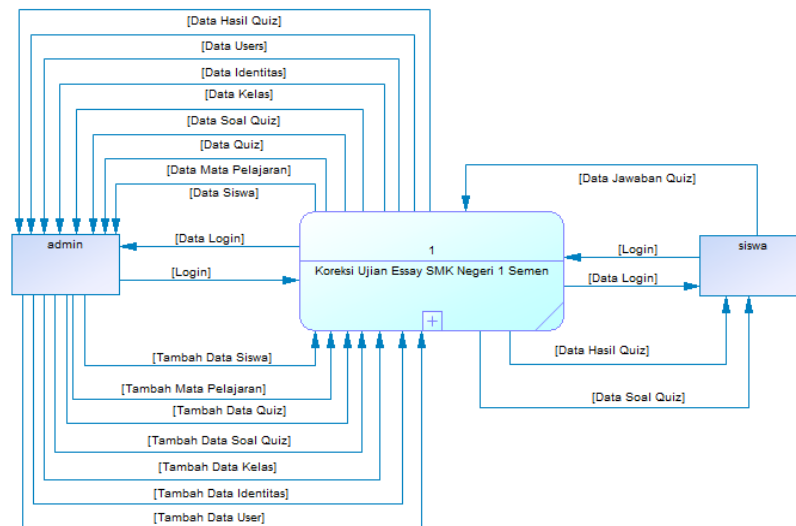 [Data Hasil Quiz]
[Data Users]
[Data Identitas]
[Data Kelas]
[Data Soal Quiz]
[Data Quiz]
[Data Mata Pelajaran]
[Data Siswa]
[Data Jawaban Quiz]
admin
[Data Login]
[Login]
1
Koreksi Ujian Essay SMK Negeri 1 Semen
[Login]
[Data Login]
siswa
[Tambah Data Siswa]
[Tambah Mata Pelajaran]
[Tambah Data Quiz]
[Tambah Data Soal Quiz]
[Tambah Data Kelas]
[Tambah Data Identitas]
[Tambah Data User]
[Data Hasil Quiz]
[Data Soal Quiz]